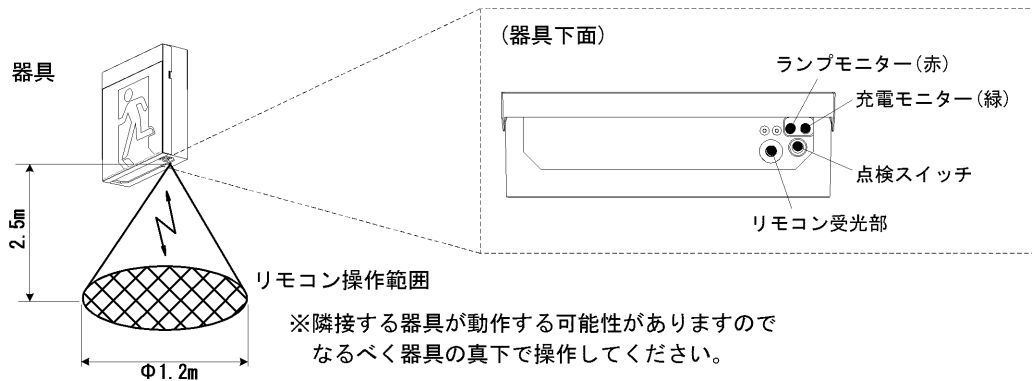 器具
2.5m
Φ1.2m
リモコン操作範囲
(器具下面)
ランプモニター(赤)
充電モニター(緑)
点検スイッチ
リモコン受光部
※隣接する器具が動作する可能性がありますので
なるべく器具の真下で操作してください。